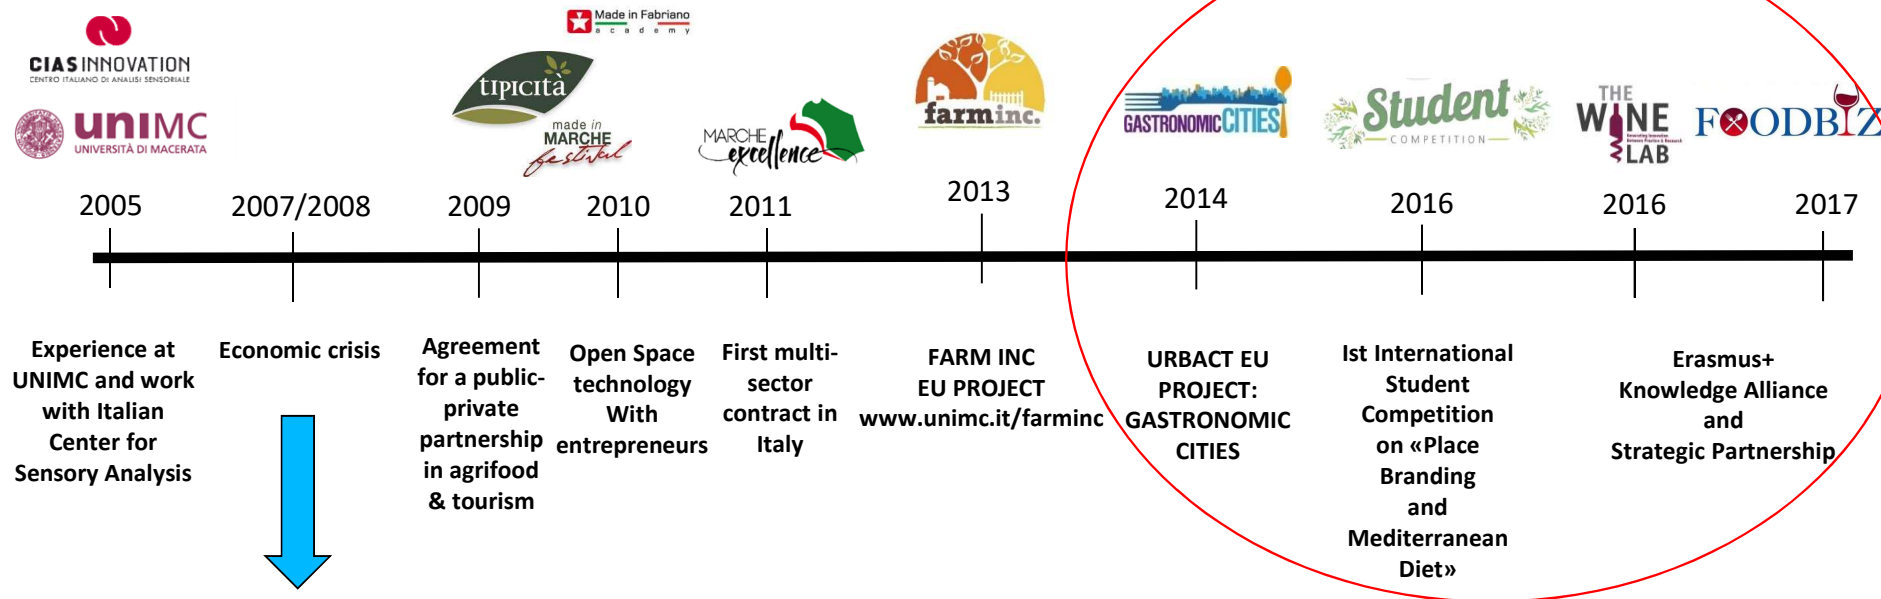 Made in Fabriano
academy
CIAS INNOVATION
CENTRO ITALIANO DI ANALISI SENSORIALE
unIMC
UNIVERSITÀ DI MACERATA
tipicità
made in
MARCHE
festival
MARCHE
excellence
farminc.
GASTRONOMIC CITIES
Student
COMPETITION
THE
WINE
LAB
FOODBIZ
2005
2007/2008
2009
2010
2011
2013
2014
2016
2016
2017
Experience at
UNIMC and work
with Italian
Center for
Sensory Analysis
Economic crisis
Agreement
for a public-
private
partnership
in agrifood
& tourism
Open Space
technology
With
entrepreneurs
First multi-
sector
contract in
Italy
FARM INC
EU PROJECT
www.unimc.it/farminc
URBACT EU
PROJECT:
GASTRONOMIC
CITIES
Ist International
Student
Competition
on «Place
Branding
and
Mediterranean
Diet»
Erasmus+
Knowledge Alliance
and
Strategic Partnership